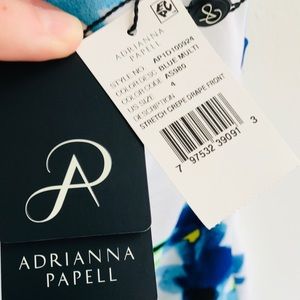 ADRIANNA
PAPELL
STYLE NO. AP1D100924
COLOR DESC BLUE MULTI
COLOR CODE AS980
US SIZE 4
DESCRIPTION
STRETCH CREPE DRAPE FRONT
7 97532 39091 3
AP
ADRIANNA
PAPELL